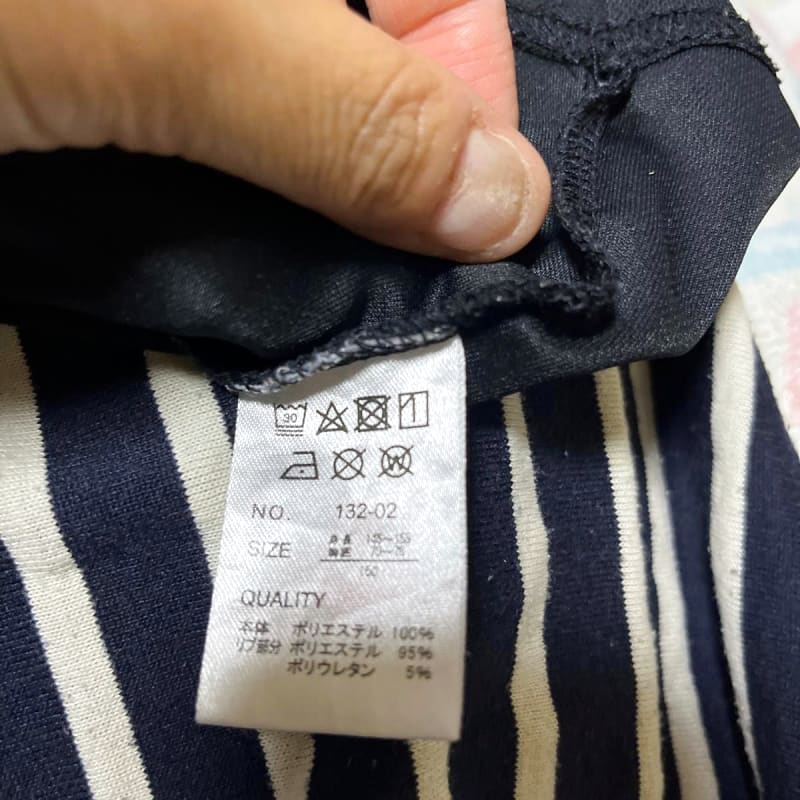 30
W
NO. 132-02
SIZE 身長 145~155
胸囲 70~76
150
QUALITY
本体 ポリエステル 100%
リブ部分 ポリエステル 95%
ポリウレタン 5%